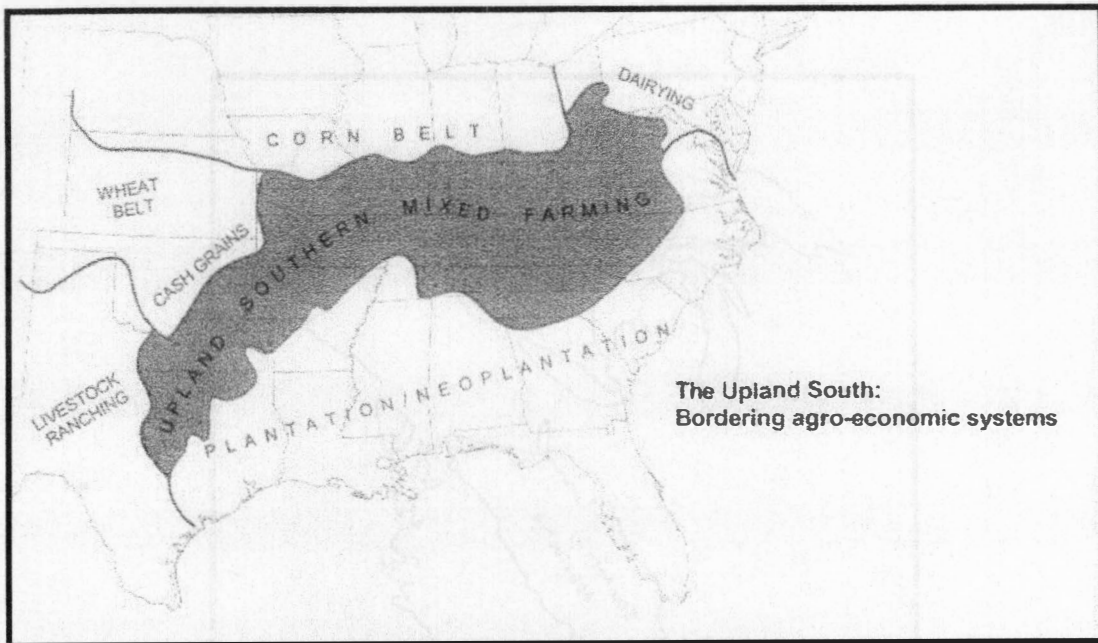 DAIRYING
CORN BELT
WHEAT
BELT
CASH GRAINS
UPLAND SOUTHERN MIXED FARMING
LIVESTOCK
RANCHING
PLANTATION/NEOPLANTATION
The Upland South:
Bordering agro-economic systems